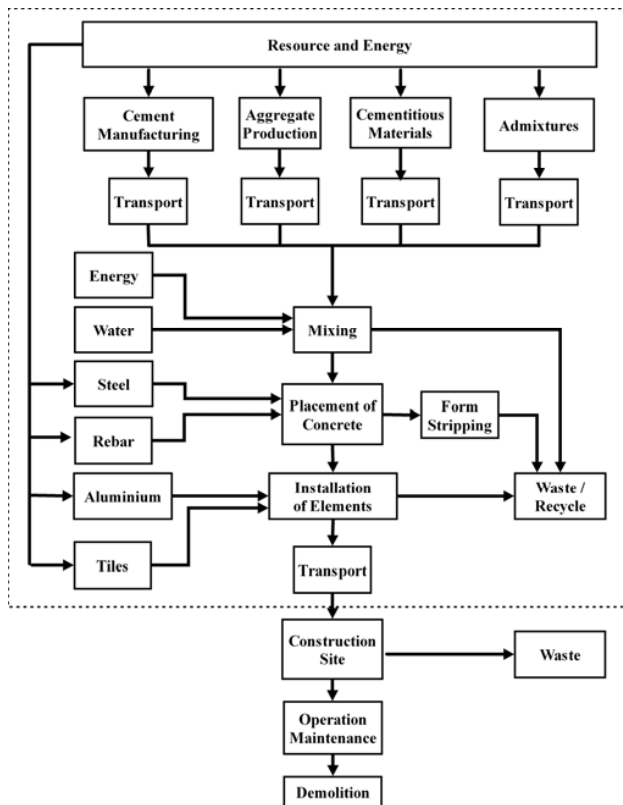 Resource and Energy
Cement
Manufacturing
Aggregate
Production
Cementitious
Materials
Admixtures
Transport
Transport
Transport
Transport
Energy
Water
Mixing
Steel
Placement of
Concrete
Form
Stripping
Rebar
Aluminium
Installation
of Elements
Waste /
Recycle
Tiles
Transport
Construction
Site
Waste
Operation
Maintenance
Demolition